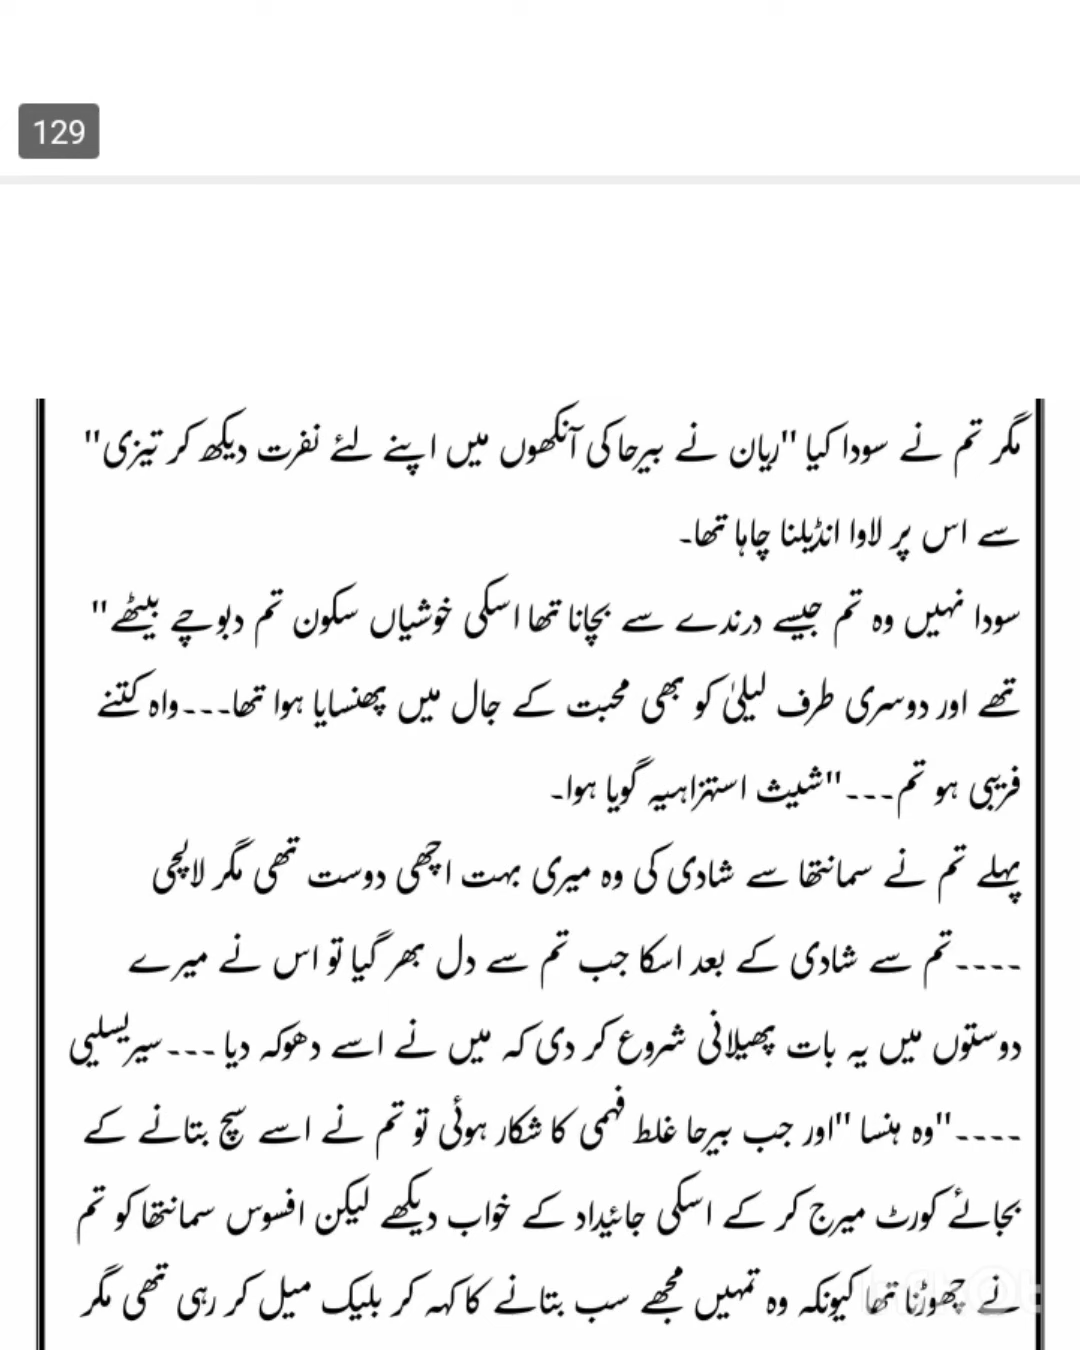 129
مگر تم نے سودا کیا "ریان نے بیرحا کی آنکھوں میں اپنے لئے نفرت دیکھ کر تیزی"
سے اس پر لاوا انڈیلنا چاہا تھا۔
سودا نہیں وہ تم جیسے درندے سے بچانا تھا اسکی خوشیاں سکون تم دبوچے بیٹھے"
تھے اور دوسری طرف لیلیٰ کو بھی محبت کے جال میں پھنسایا ہوا تھا۔۔۔واہ کتنے
فریبی ہو تم۔۔۔"شیث استہزاہیہ گویا ہوا۔
پہلے تم نے سمانتھا سے شادی کی وہ میری بہت اچھی دوست تھی مگر لالچی
۔۔۔۔تم سے شادی کے بعد اسکا جب تم سے دل بھر گیا تو اس نے میرے
دوستوں میں یہ بات پھیلانی شروع کر دی کہ میں نے اسے دھوکہ دیا ۔۔۔سیریسلیی
۔۔۔۔"وہ ہنسا "اور جب بیرحا غلط فہمی کا شکار ہوئی تو تم نے اسے سچ بتانے کے
بجائے کورٹ میرج کر کے اسکی جائیداد کے خواب دیکھے لیکن افسوس سمانتھا کو تم
نے چھوڑنا تھا کیونکہ وہ تمہیں مجھے سب بتانے کا کہہ کر بلیک میل کر رہی تھی مگر